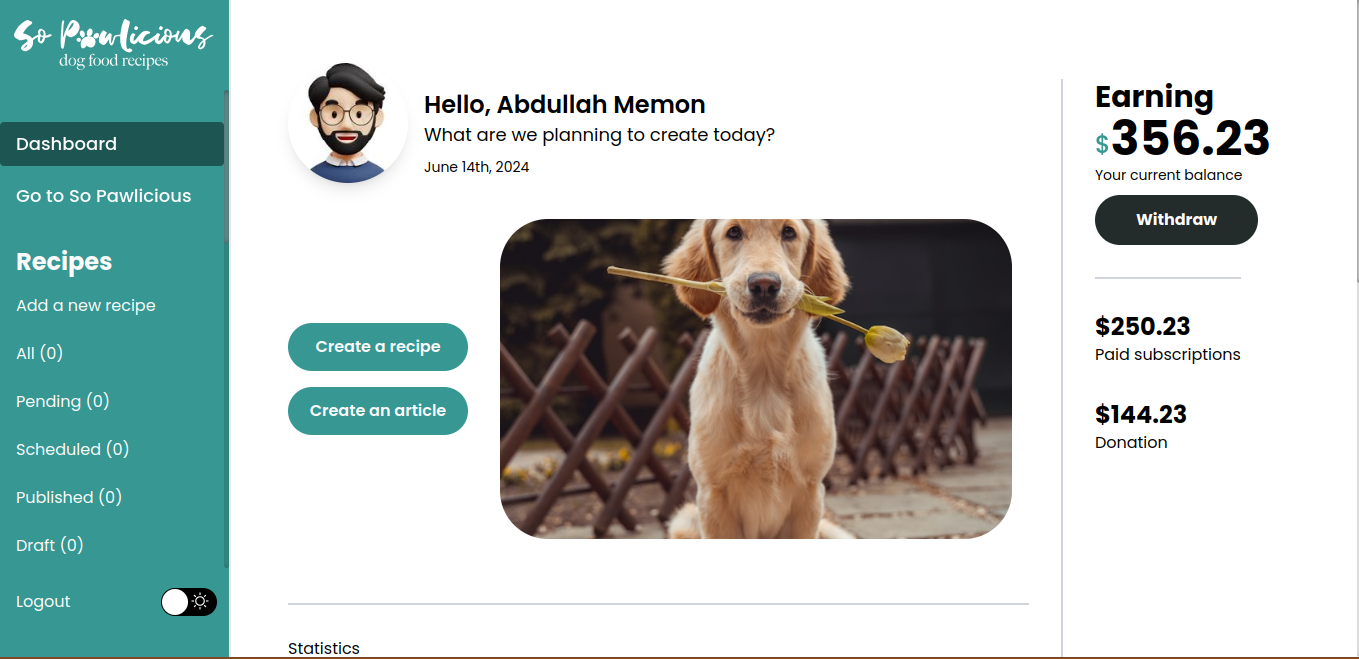 So Pawlicious
dog food recipes
Dashboard
Go to So Pawlicious
Recipes
Add a new recipe
All (0)
Pending (0)
Scheduled (0)
Published (0)
Draft (0)
Logout
Hello, Abdullah Memon
What are we planning to create today?
June 14th, 2024
Create a recipe
Create an article
Statistics
Earning
$356.23
Your current balance
Withdraw
$250.23
Paid subscriptions
$144.23
Donation